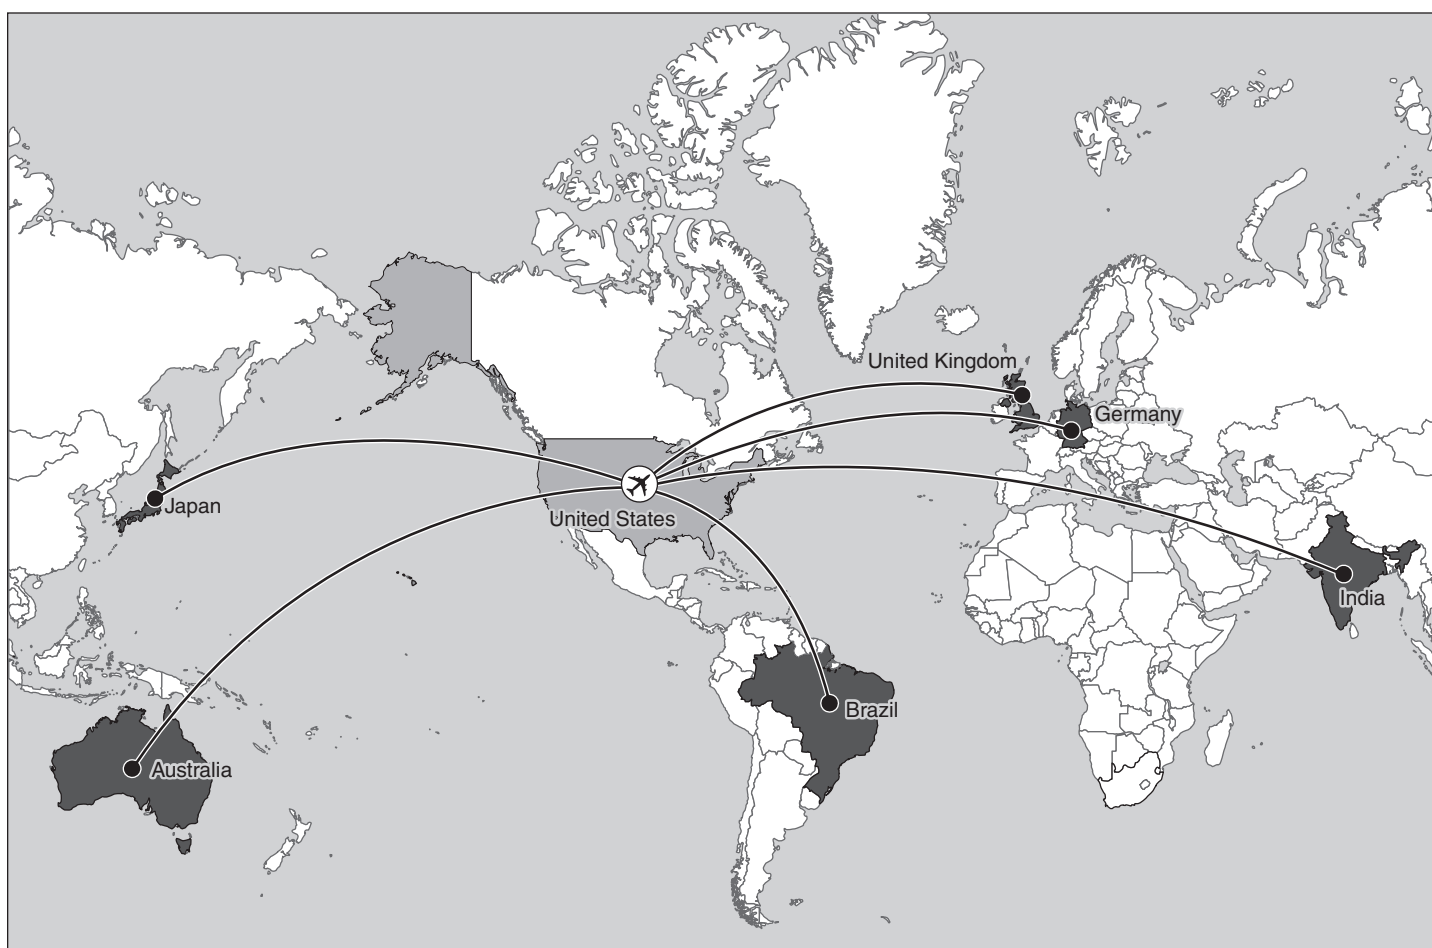 United Kingdom
Germany
Japan
United States
India
Brazil
Australia